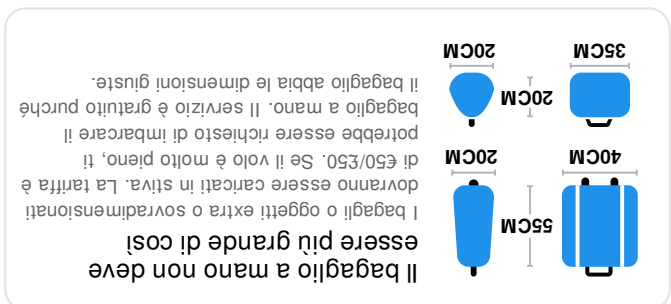 Il bagaglio a mano non deve
essere più grande di così
I bagagli o oggetti extra o sovradimensionati
dovranno essere caricati in stiva. La tariffa è
di €50/£50. Se il volo è molto pieno, ti
potrebbe essere richiesto di imbarcare il
bagaglio a mano. Il servizio è gratuito purché
il bagaglio abbia le dimensioni giuste.
55CM
40CM
20CM
20CM
35CM
20CM